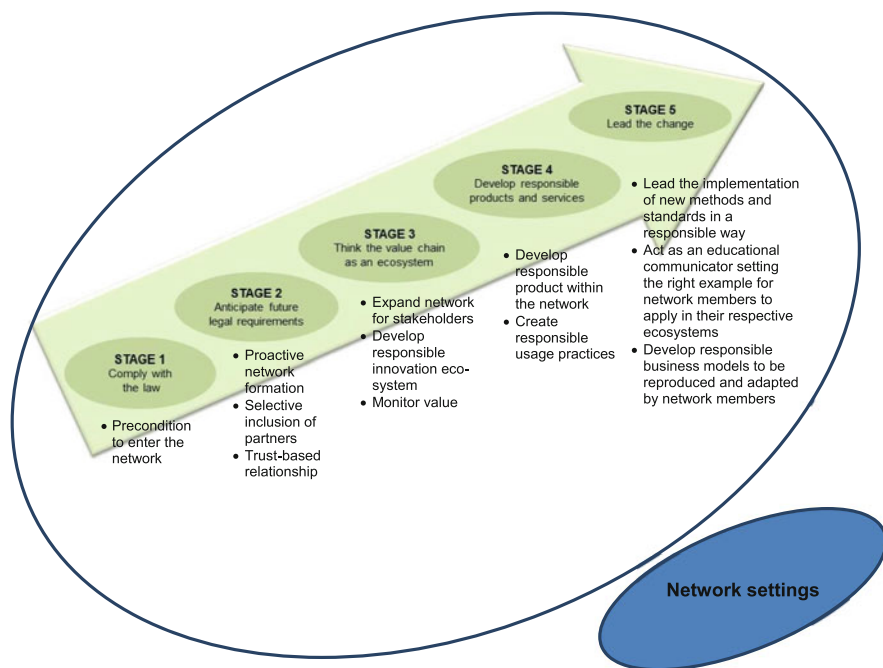 STAGE 1
Comply with
the law
• Precondition
to enter the
network
STAGE 2
Anticipate future
legal requirements
• Proactive
network
formation
• Selective
inclusion of
partners
• Trust-based
relationship
STAGE 3
Think the value chain
as an ecosystem
• Expand network
for stakeholders
• Develop
responsible
innovation eco-
system
• Monitor value
STAGE 4
Develop responsible
products and services
• Develop
responsible
product within
the network
• Create
responsible
usage practices
STAGE 5
Lead the change
• Lead the implementation
of new methods and
standards in a
responsible way
• Act as an educational
communicator setting
the right example for
network members to
apply in their respective
ecosystems
• Develop responsible
business models to be
reproduced and adapted
by network members
Network settings